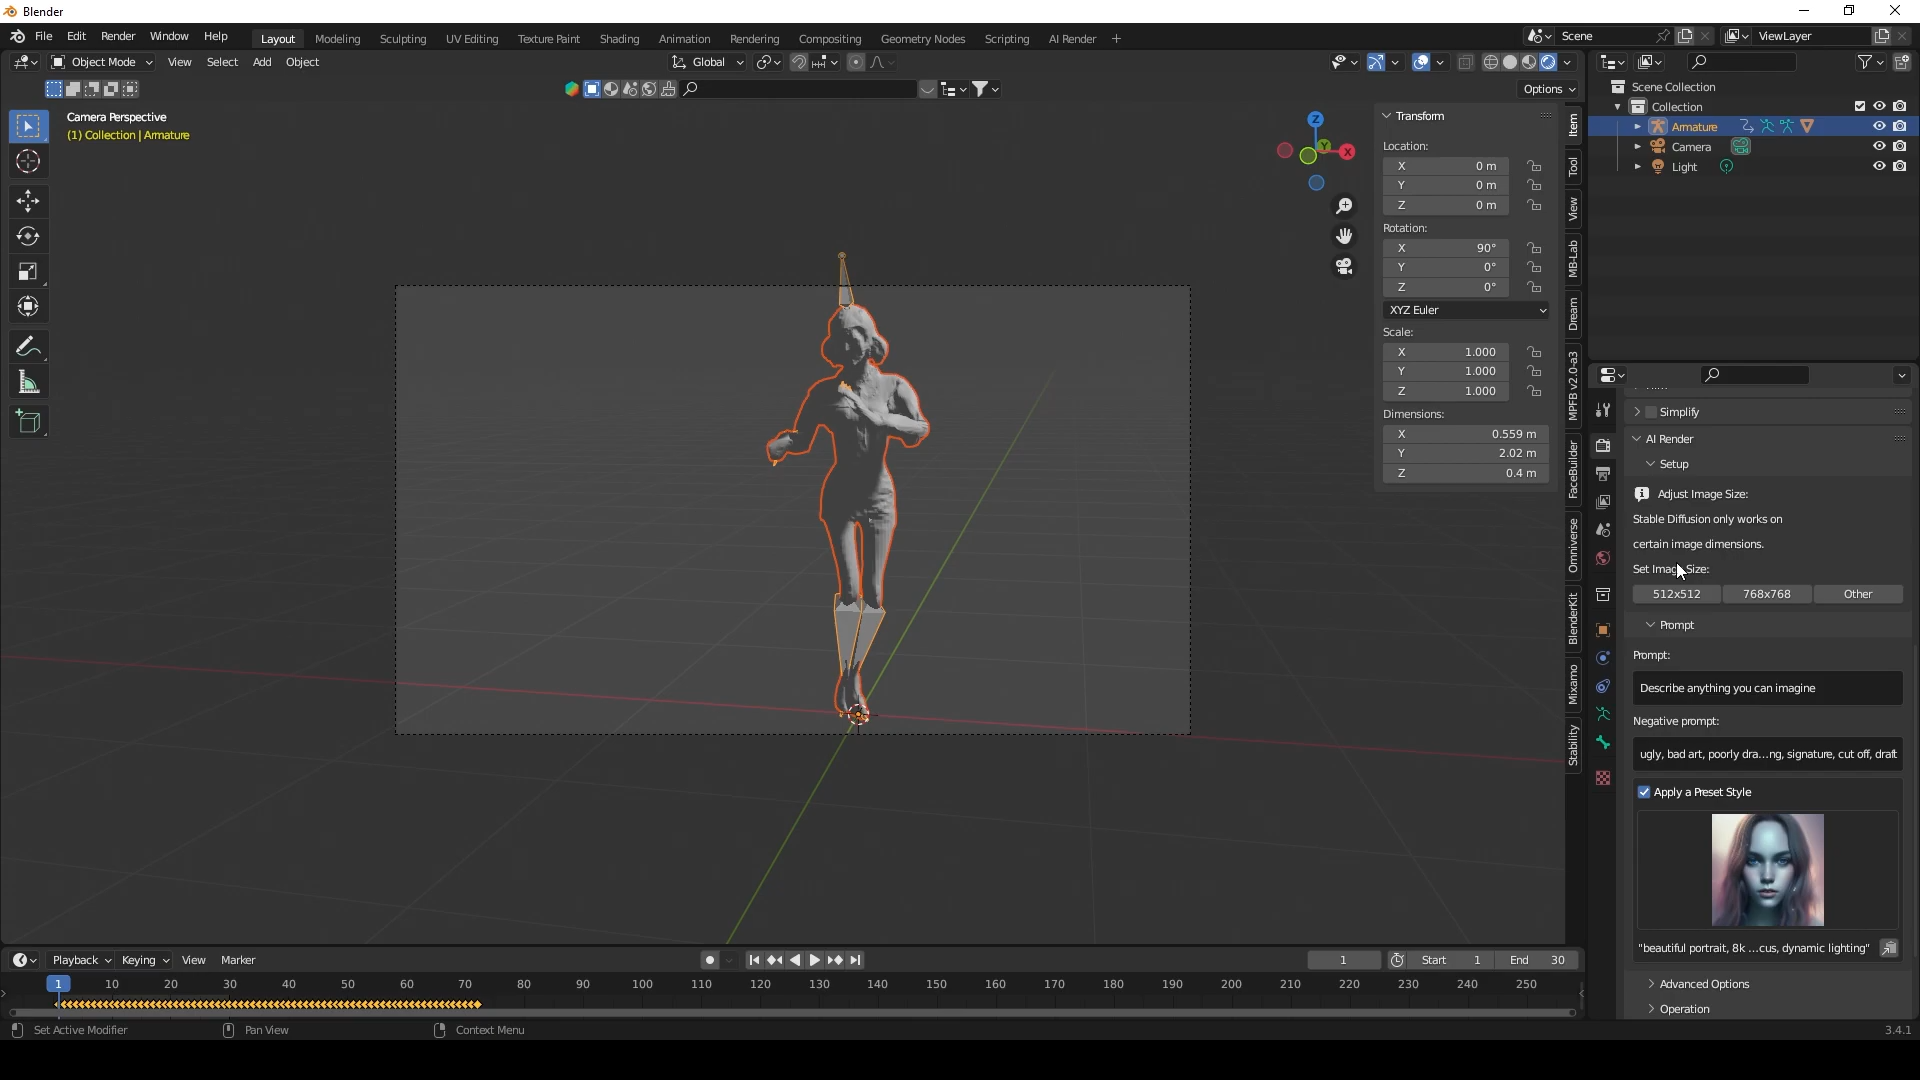 Blender
File Edit Render Window Help Layout Modeling Sculpting UV Editing Texture Paint Shading Animation Rendering Compositing Geometry Nodes Scripting AI Render + Scene ViewLayer
Object Mode View Select Add Object Global
Options
Camera Perspective
(1) Collection | Armature
Z
Y
X
Transform
Location:
X 0 m
Y 0 m
Z 0 m
Rotation:
X 90°
Y 0°
Z 0°
XYZ Euler
Scale:
X 1.000
Y 1.000
Z 1.000
Dimensions:
X 0.559 m
Y 2.02 m
Z 0.4 m
Item
Tool
View
MB-Lab
Dream
MPFB v2.0-a3
FaceBuilder
Omniverse
BlenderKit
Mixamo
Stability
Scene Collection
Collection
Armature
Camera
Light
Simplify
AI Render
Setup
Adjust Image Size:
Stable Diffusion only works on
certain image dimensions.
Set Image Size:
512x512 768x768 Other
Prompt
Prompt:
Describe anything you can imagine
Negative prompt:
ugly, bad art, poorly dra...ng, signature, cut off, draft
Apply a Preset Style
"beautiful portrait, 8k ...cus, dynamic lighting"
Advanced Options
Operation
Playback Keying View Marker 1 Start 1 End 30
1 10 20 30 40 50 60 70 80 90 100 110 120 130 140 150 160 170 180 190 200 210 220 230 240 250
Set Active Modifier Pan View Context Menu 3.4.1